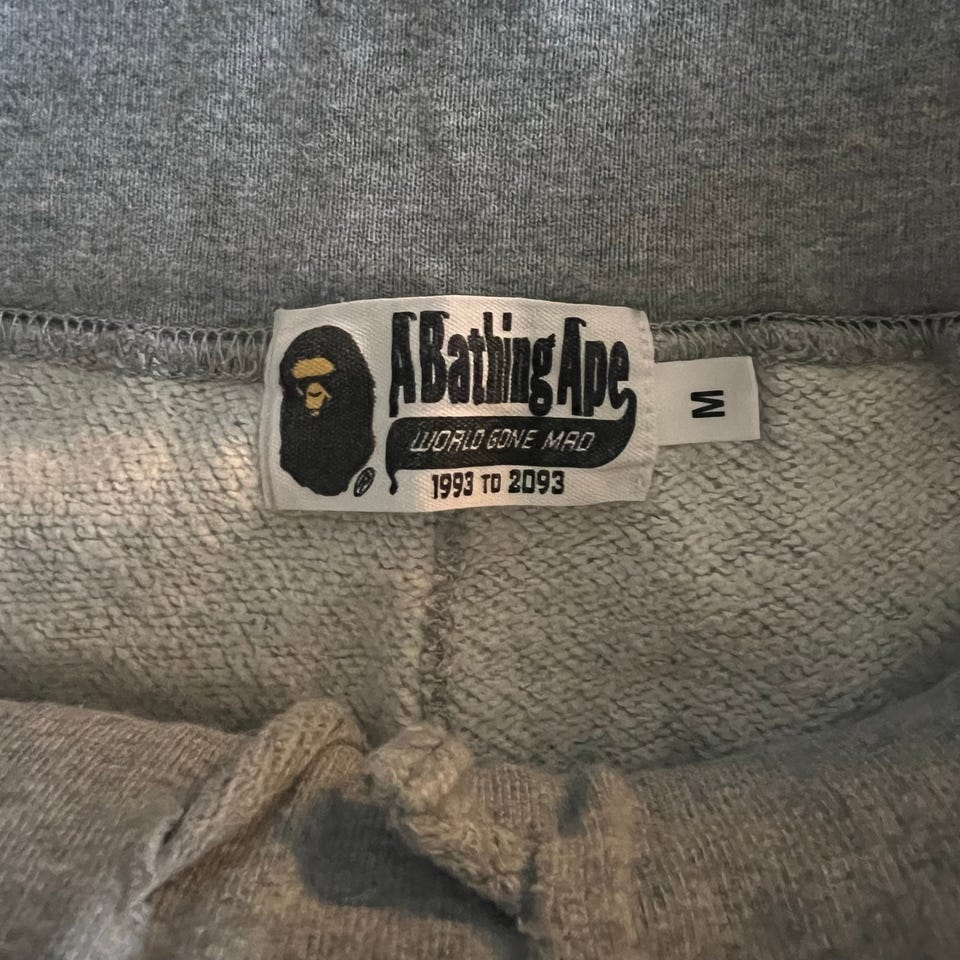 A Bathing Ape
WORLD GONE MAD
1993 TO 2093
®
M